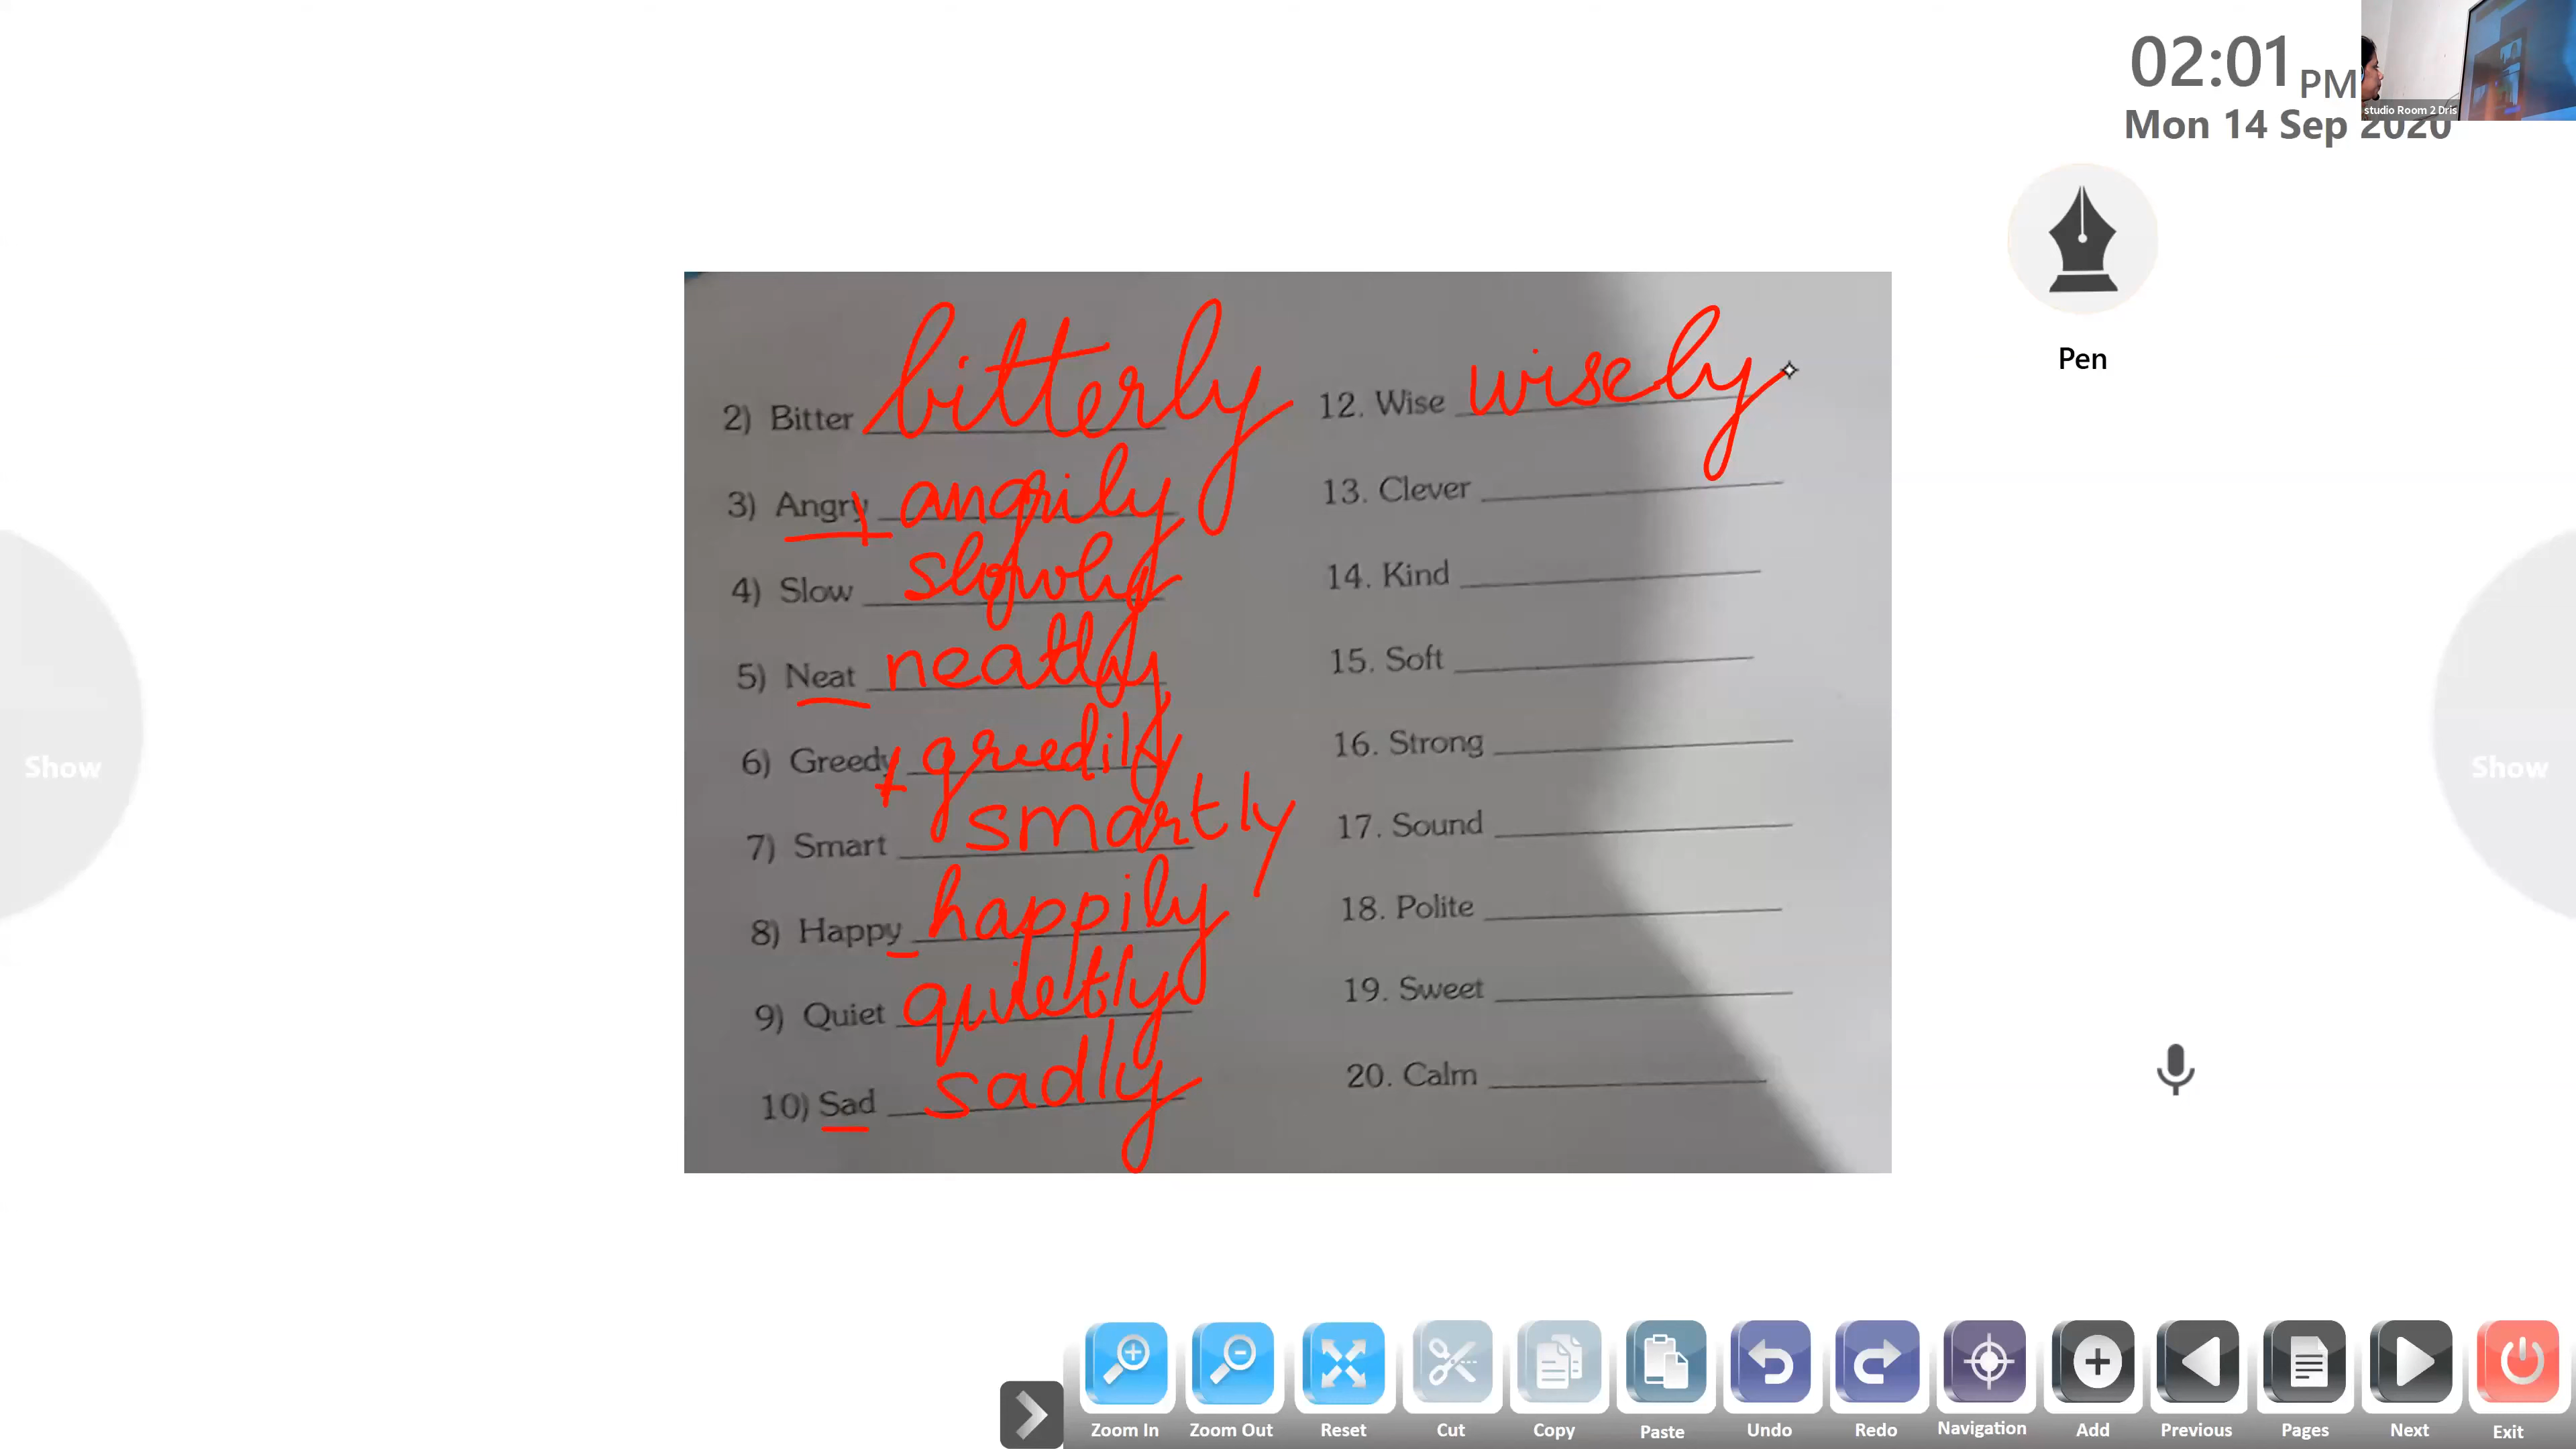 02:01 PM
studio Room 2 Dris
Mon 14 Sep 2020
Pen
2) Bitter bitterly
3) Angry angrily
4) Slow slowly
5) Neat neatly
6) Greedy greedily
7) Smart smartly
8) Happy happily
9) Quiet quietly
10) Sad sadly
12. Wise wisely
13. Clever
14. Kind
15. Soft
16. Strong
17. Sound
18. Polite
19. Sweet
20. Calm
Show
Show
Zoom In Zoom Out Reset Cut Copy Paste Undo Redo Navigation Add Previous Pages Next Exit